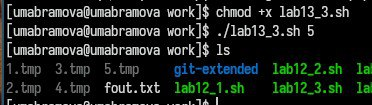 [umabramova@umabramova work]$ chmod +x lab13_3.sh
[umabramova@umabramova work]$ ./lab13_3.sh 5
[umabramova@umabramova work]$ ls
1.tmp 3.tmp 5.tmp git-extended lab12_2.sh
2.tmp 4.tmp fout.txt lab12_1.sh lab12_3.sh